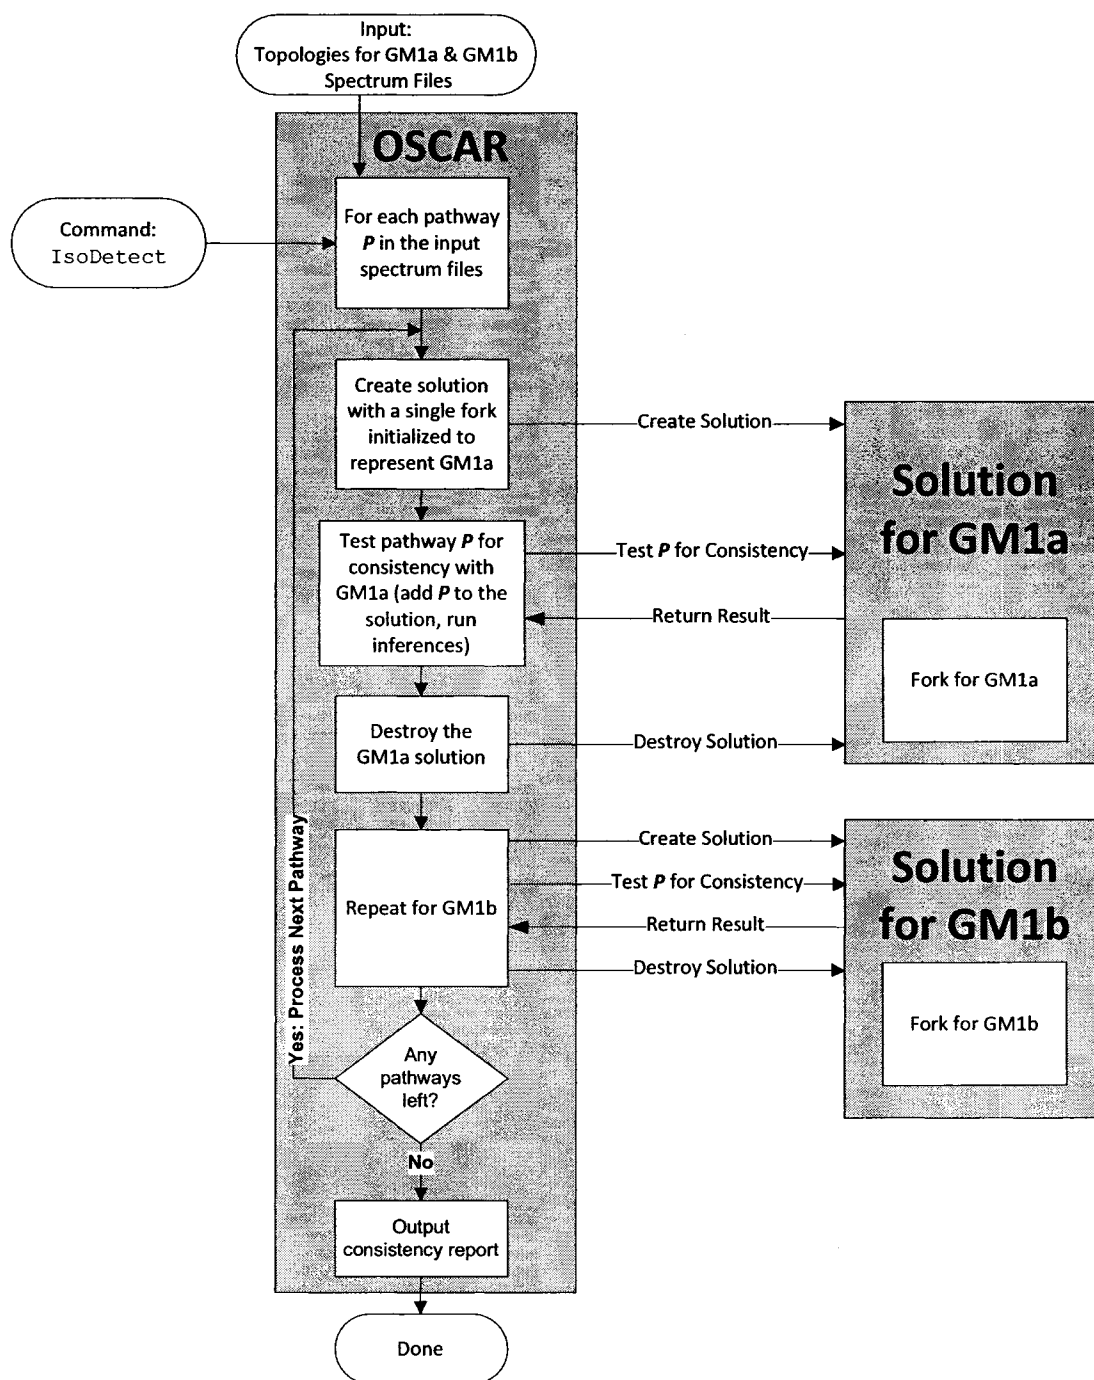 Input:
Topologies for GM1a & GM1b
Spectrum Files
OSCAR
Command:
IsoDetect
For each pathway
P in the input
spectrum files
Create solution
with a single fork
initialized to
represent GM1a
Create Solution
Solution
for GM1a
Test pathway P for
consistency with
GM1a (add P to the
solution, run
inferences)
Test P for Consistency
Return Result
Fork for GM1a
Destroy the
GM1a solution
Destroy Solution
Repeat for GM1b
Create Solution
Test P for Consistency
Return Result
Destroy Solution
Solution
for GM1b
Fork for GM1b
Yes: Process Next Pathway
Any
pathways
left?
No
Output
consistency report
Done